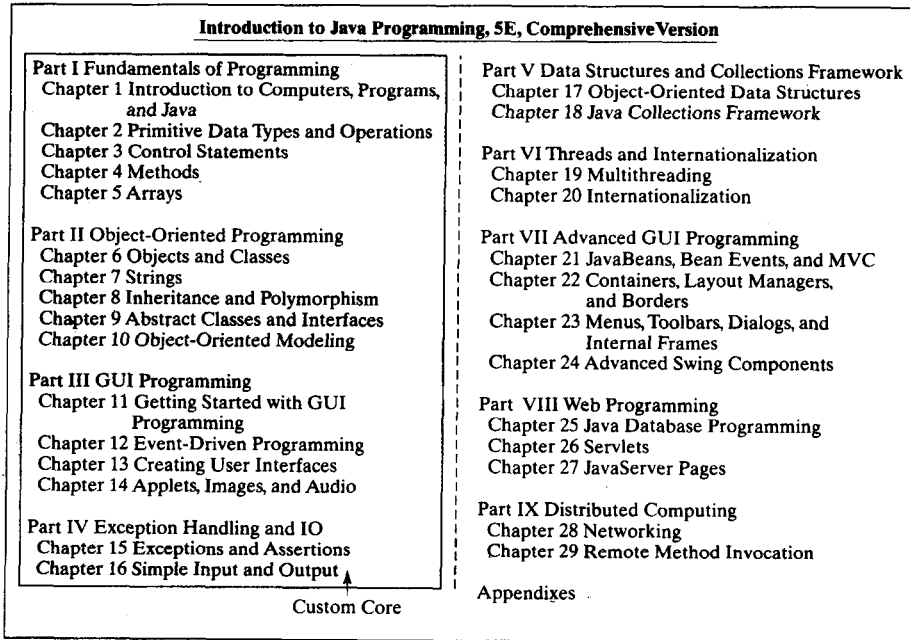 Introduction to Java Programming, 5E, ComprehensiveVersion
Part I Fundamentals of Programming
Chapter 1 Introduction to Computers, Programs,
and Java
Chapter 2 Primitive Data Types and Operations
Chapter 3 Control Statements
Chapter 4 Methods
Chapter 5 Arrays
Part II Object-Oriented Programming
Chapter 6 Objects and Classes
Chapter 7 Strings
Chapter 8 Inheritance and Polymorphism
Chapter 9 Abstract Classes and Interfaces
Chapter 10 Object-Oriented Modeling
Part III GUI Programming
Chapter 11 Getting Started with GUI
Programming
Chapter 12 Event-Driven Programming
Chapter 13 Creating User Interfaces
Chapter 14 Applets, Images, and Audio
Part IV Exception Handling and IO
Chapter 15 Exceptions and Assertions
Chapter 16 Simple Input and Output
Custom Core
Part V Data Structures and Collections Framework
Chapter 17 Object-Oriented Data Structures
Chapter 18 Java Collections Framework
Part VI Threads and Internationalization
Chapter 19 Multithreading
Chapter 20 Internationalization
Part VII Advanced GUI Programming
Chapter 21 JavaBeans, Bean Events, and MVC
Chapter 22 Containers, Layout Managers,
and Borders
Chapter 23 Menus, Toolbars, Dialogs, and
Internal Frames
Chapter 24 Advanced Swing Components
Part VIII Web Programming
Chapter 25 Java Database Programming
Chapter 26 Servlets
Chapter 27 JavaServer Pages
Part IX Distributed Computing
Chapter 28 Networking
Chapter 29 Remote Method Invocation
Appendixes